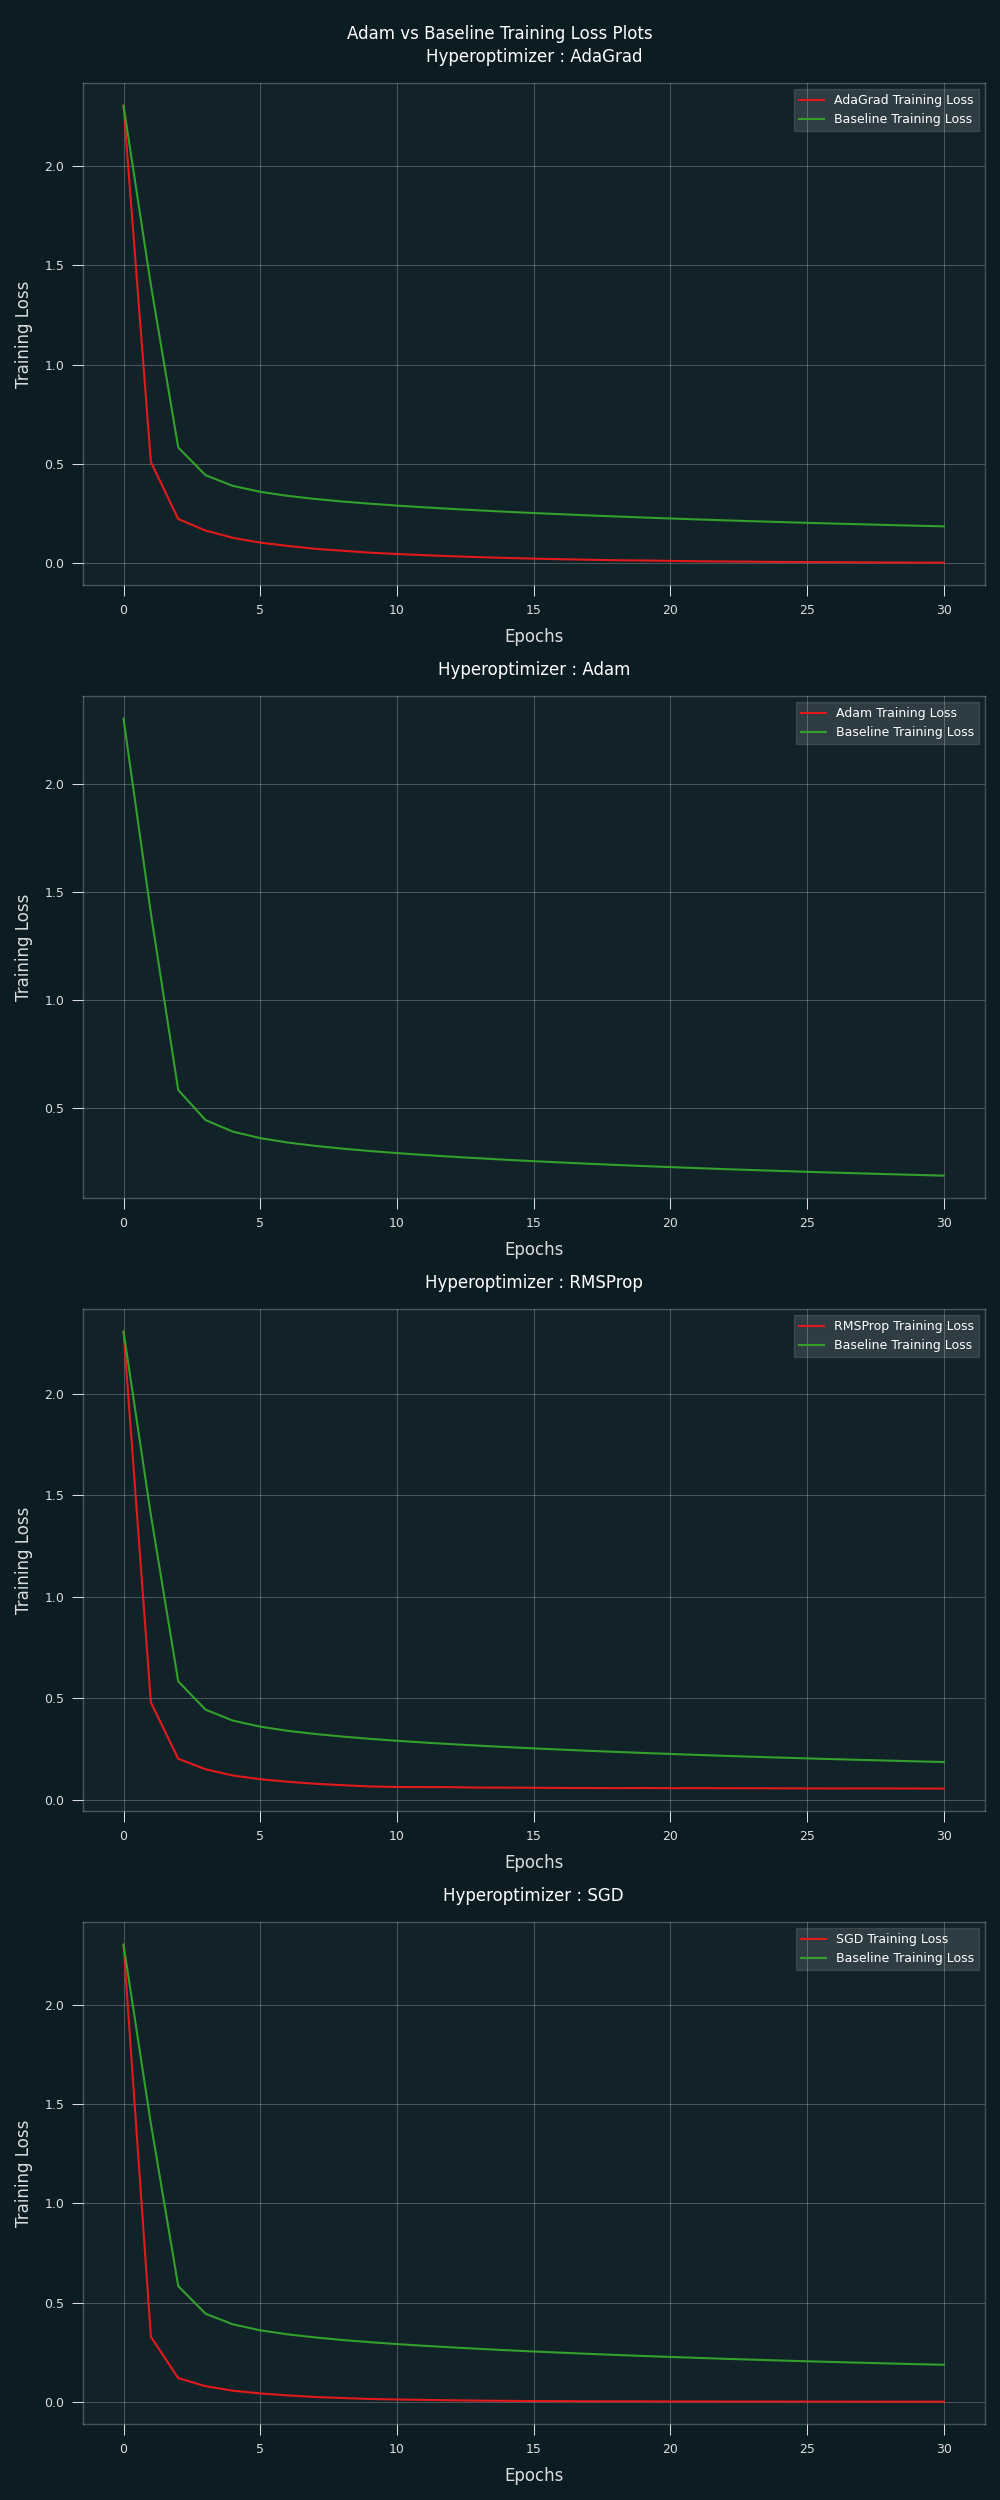 Adam vs Baseline Training Loss Plots
Hyperoptimizer : AdaGrad
AdaGrad Training Loss
Baseline Training Loss
Training Loss
2.0
1.5
1.0
0.5
0.0
0 5 10 15 20 25 30
Epochs
Hyperoptimizer : Adam
Adam Training Loss
Baseline Training Loss
Training Loss
2.0
1.5
1.0
0.5
0 5 10 15 20 25 30
Epochs
Hyperoptimizer : RMSProp
RMSProp Training Loss
Baseline Training Loss
Training Loss
2.0
1.5
1.0
0.5
0.0
0 5 10 15 20 25 30
Epochs
Hyperoptimizer : SGD
SGD Training Loss
Baseline Training Loss
Training Loss
2.0
1.5
1.0
0.5
0.0
0 5 10 15 20 25 30
Epochs